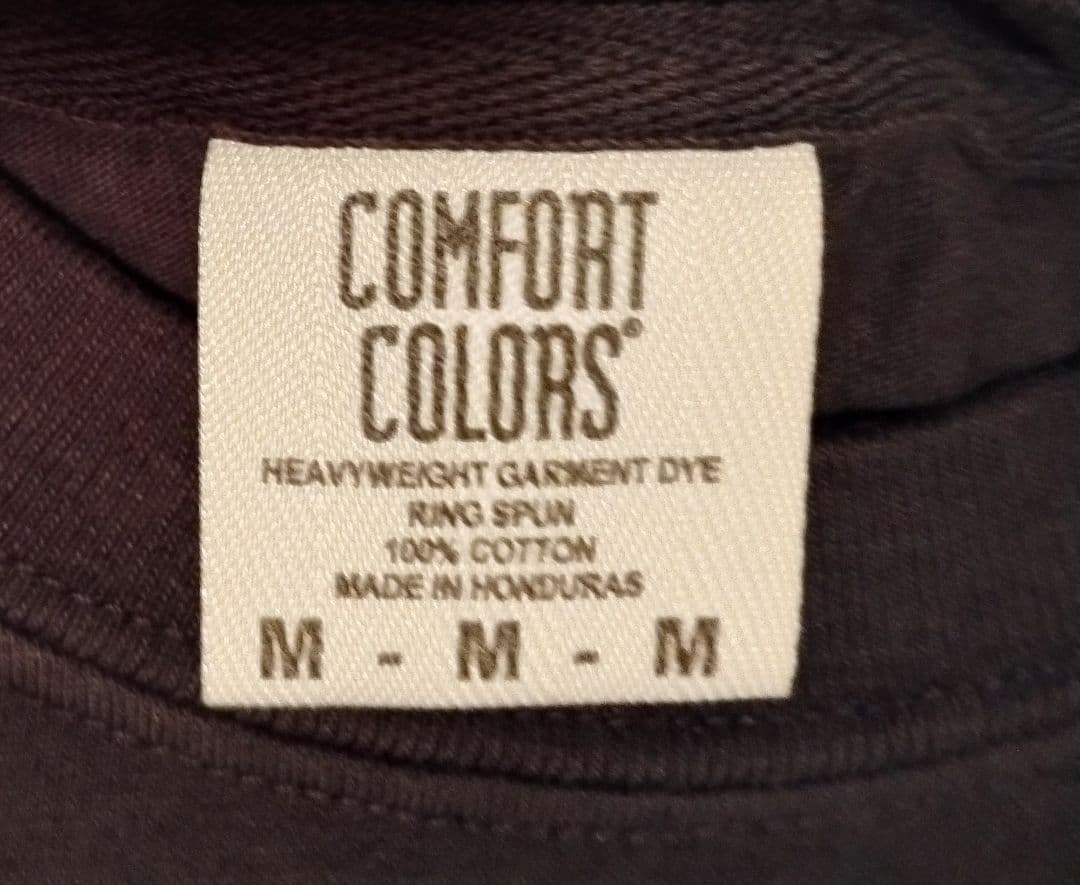 COMFORT
COLORS®
HEAVYWEIGHT GARMENT DYE
RING SPUN
100% COTTON
MADE IN HONDURAS
M - M - M